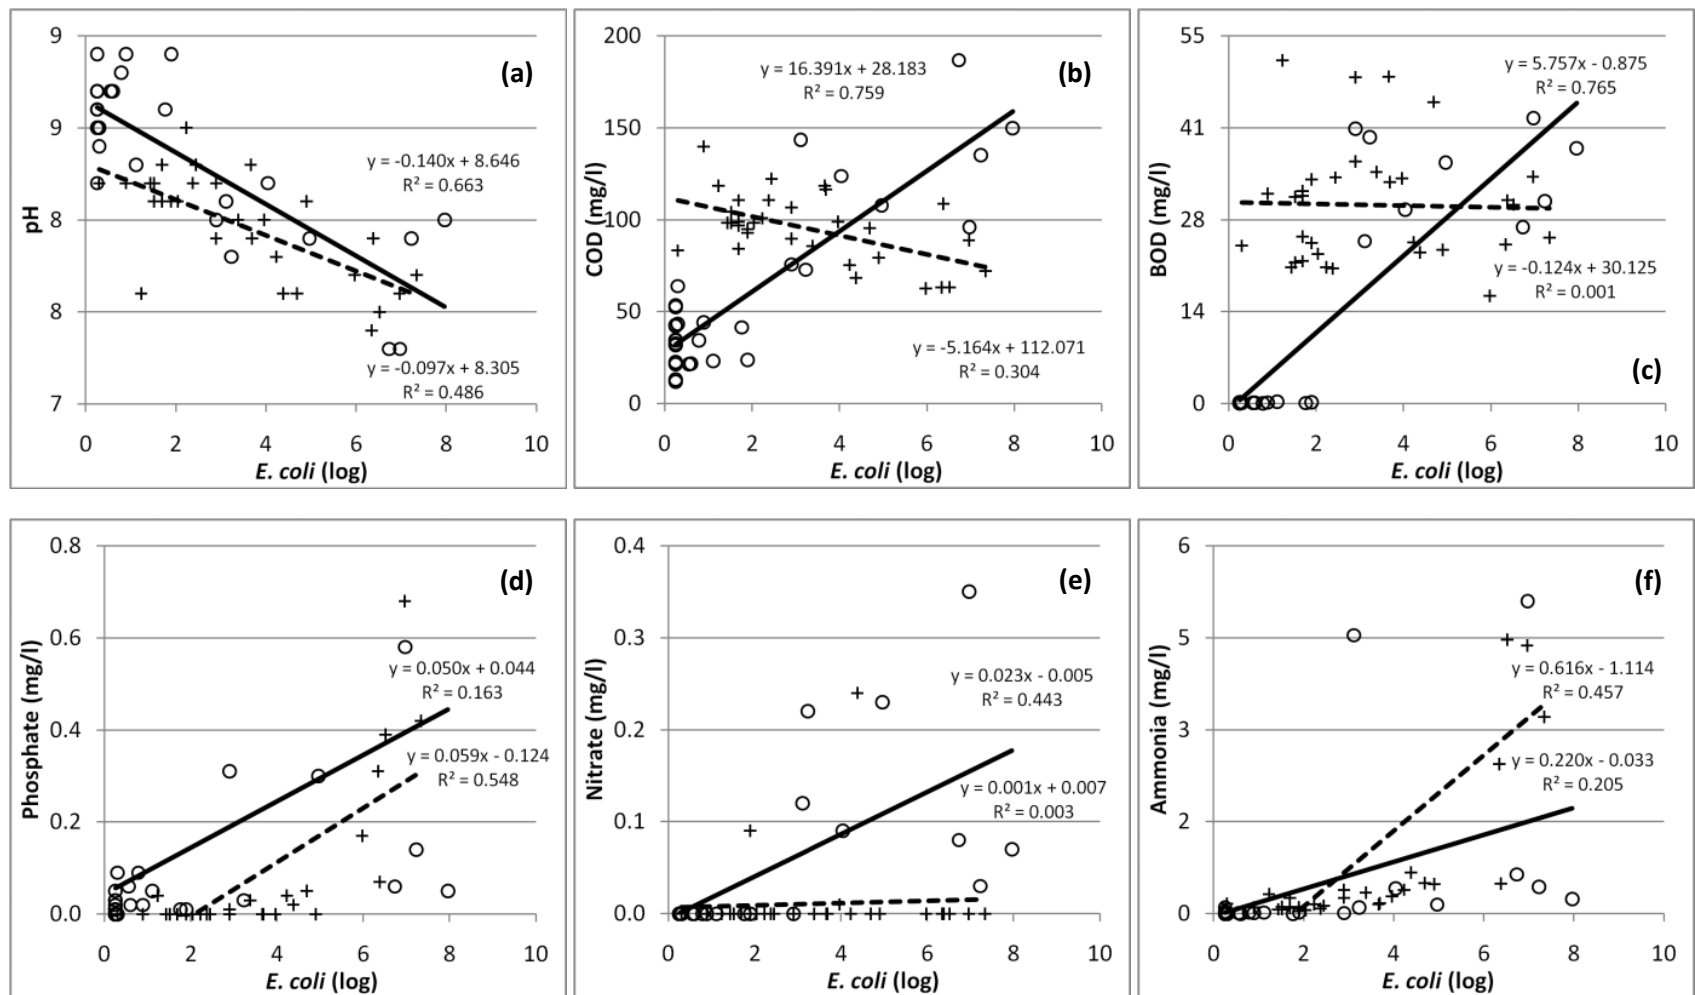 pH
9
9
8
8
7
0 2 4 6 8 10
E. coli (log)
(a)
y = -0.140x + 8.646
R² = 0.663
y = -0.097x + 8.305
R² = 0.486
COD (mg/l)
200
150
100
50
0
0 2 4 6 8 10
E. coli (log)
(b)
y = 16.391x + 28.183
R² = 0.759
y = -5.164x + 112.071
R² = 0.304
BOD (mg/l)
55
41
28
14
0
0 2 4 6 8 10
E. coli (log)
(c)
y = 5.757x - 0.875
R² = 0.765
y = -0.124x + 30.125
R² = 0.001
Phosphate (mg/l)
0.8
0.6
0.4
0.2
0.0
0 2 4 6 8 10
E. coli (log)
(d)
y = 0.050x + 0.044
R² = 0.163
y = 0.059x - 0.124
R² = 0.548
Nitrate (mg/l)
0.4
0.3
0.2
0.1
0.0
0 2 4 6 8 10
E. coli (log)
(e)
y = 0.023x - 0.005
R² = 0.443
y = 0.001x + 0.007
R² = 0.003
Ammonia (mg/l)
6
5
3
2
0
0 2 4 6 8 10
E. coli (log)
(f)
y = 0.616x - 1.114
R² = 0.457
y = 0.220x - 0.033
R² = 0.205